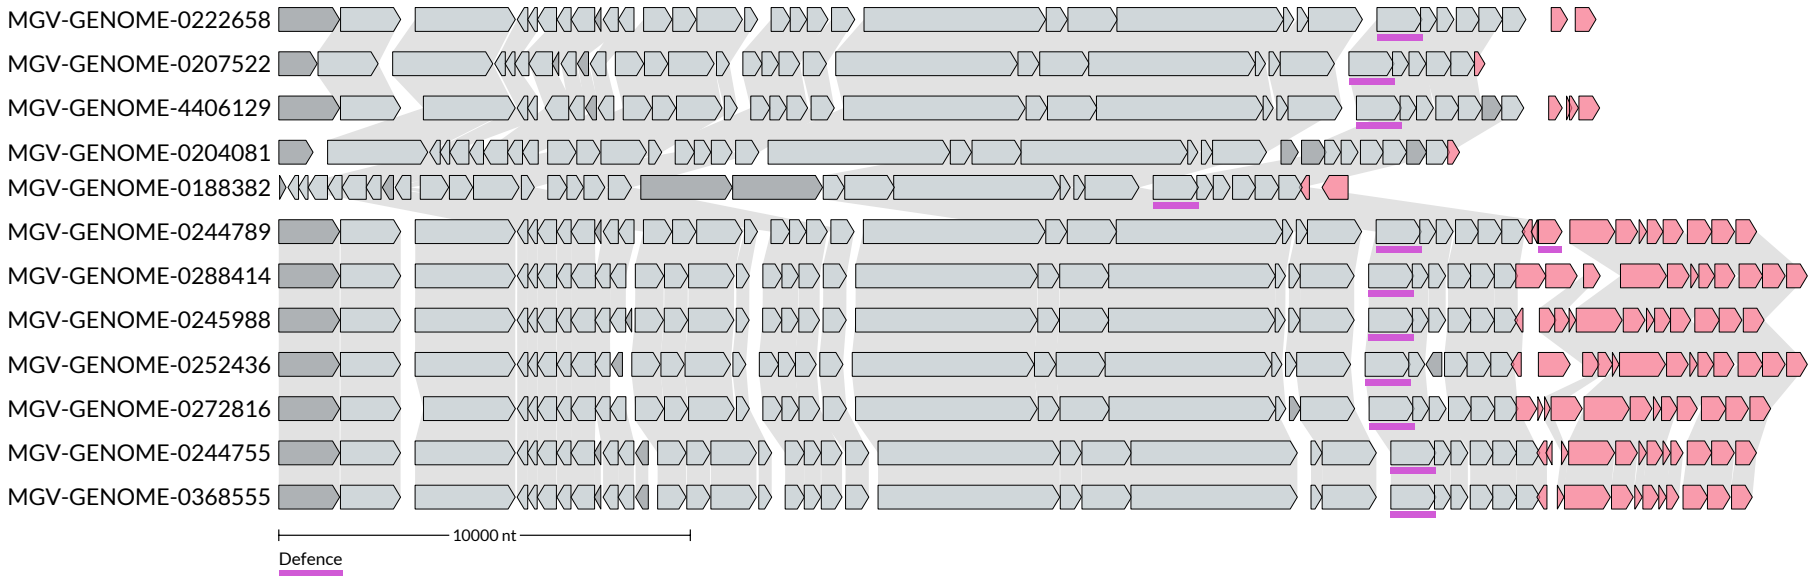 MGV-GENOME-0222658
MGV-GENOME-0207522
MGV-GENOME-4406129
MGV-GENOME-0204081
MGV-GENOME-0188382
MGV-GENOME-0244789
MGV-GENOME-0288414
MGV-GENOME-0245988
MGV-GENOME-0252436
MGV-GENOME-0272816
MGV-GENOME-0244755
MGV-GENOME-0368555
10000 nt
Defence